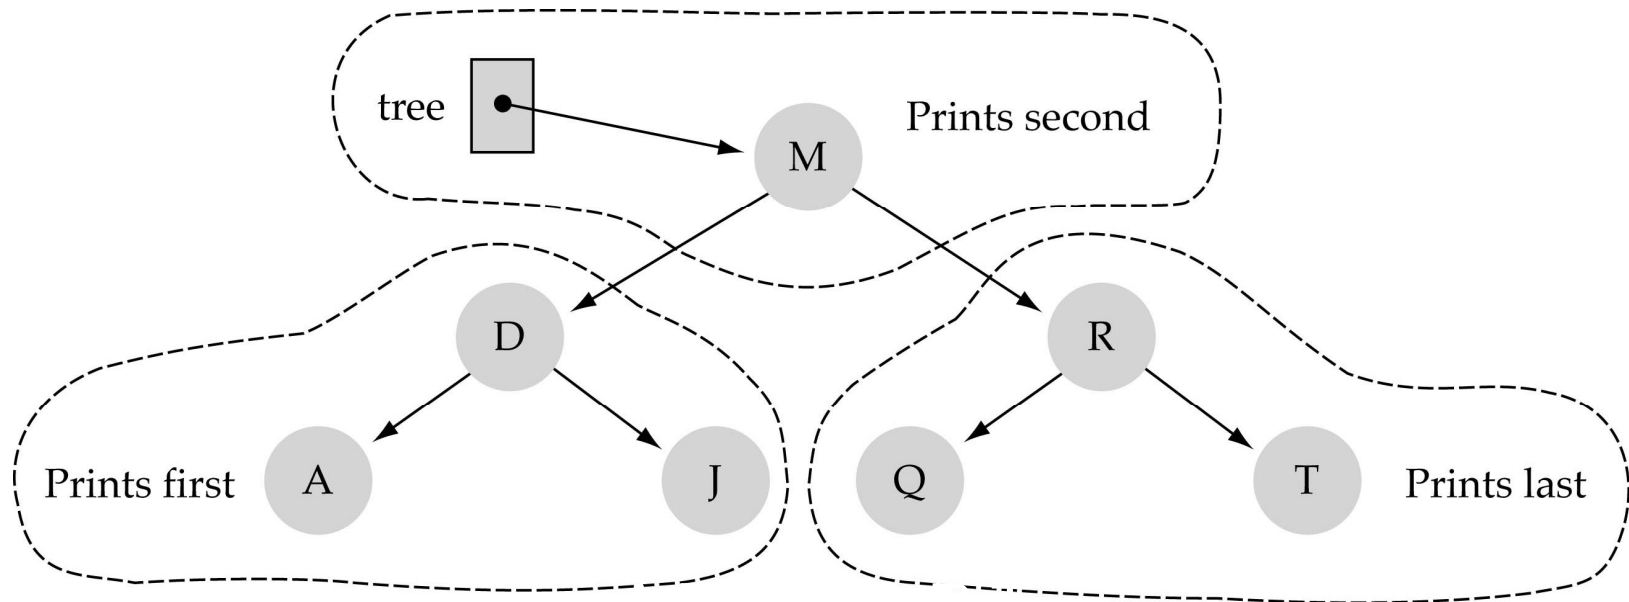 tree
M
Prints second
D
R
Prints first
A
J
Q
T
Prints last